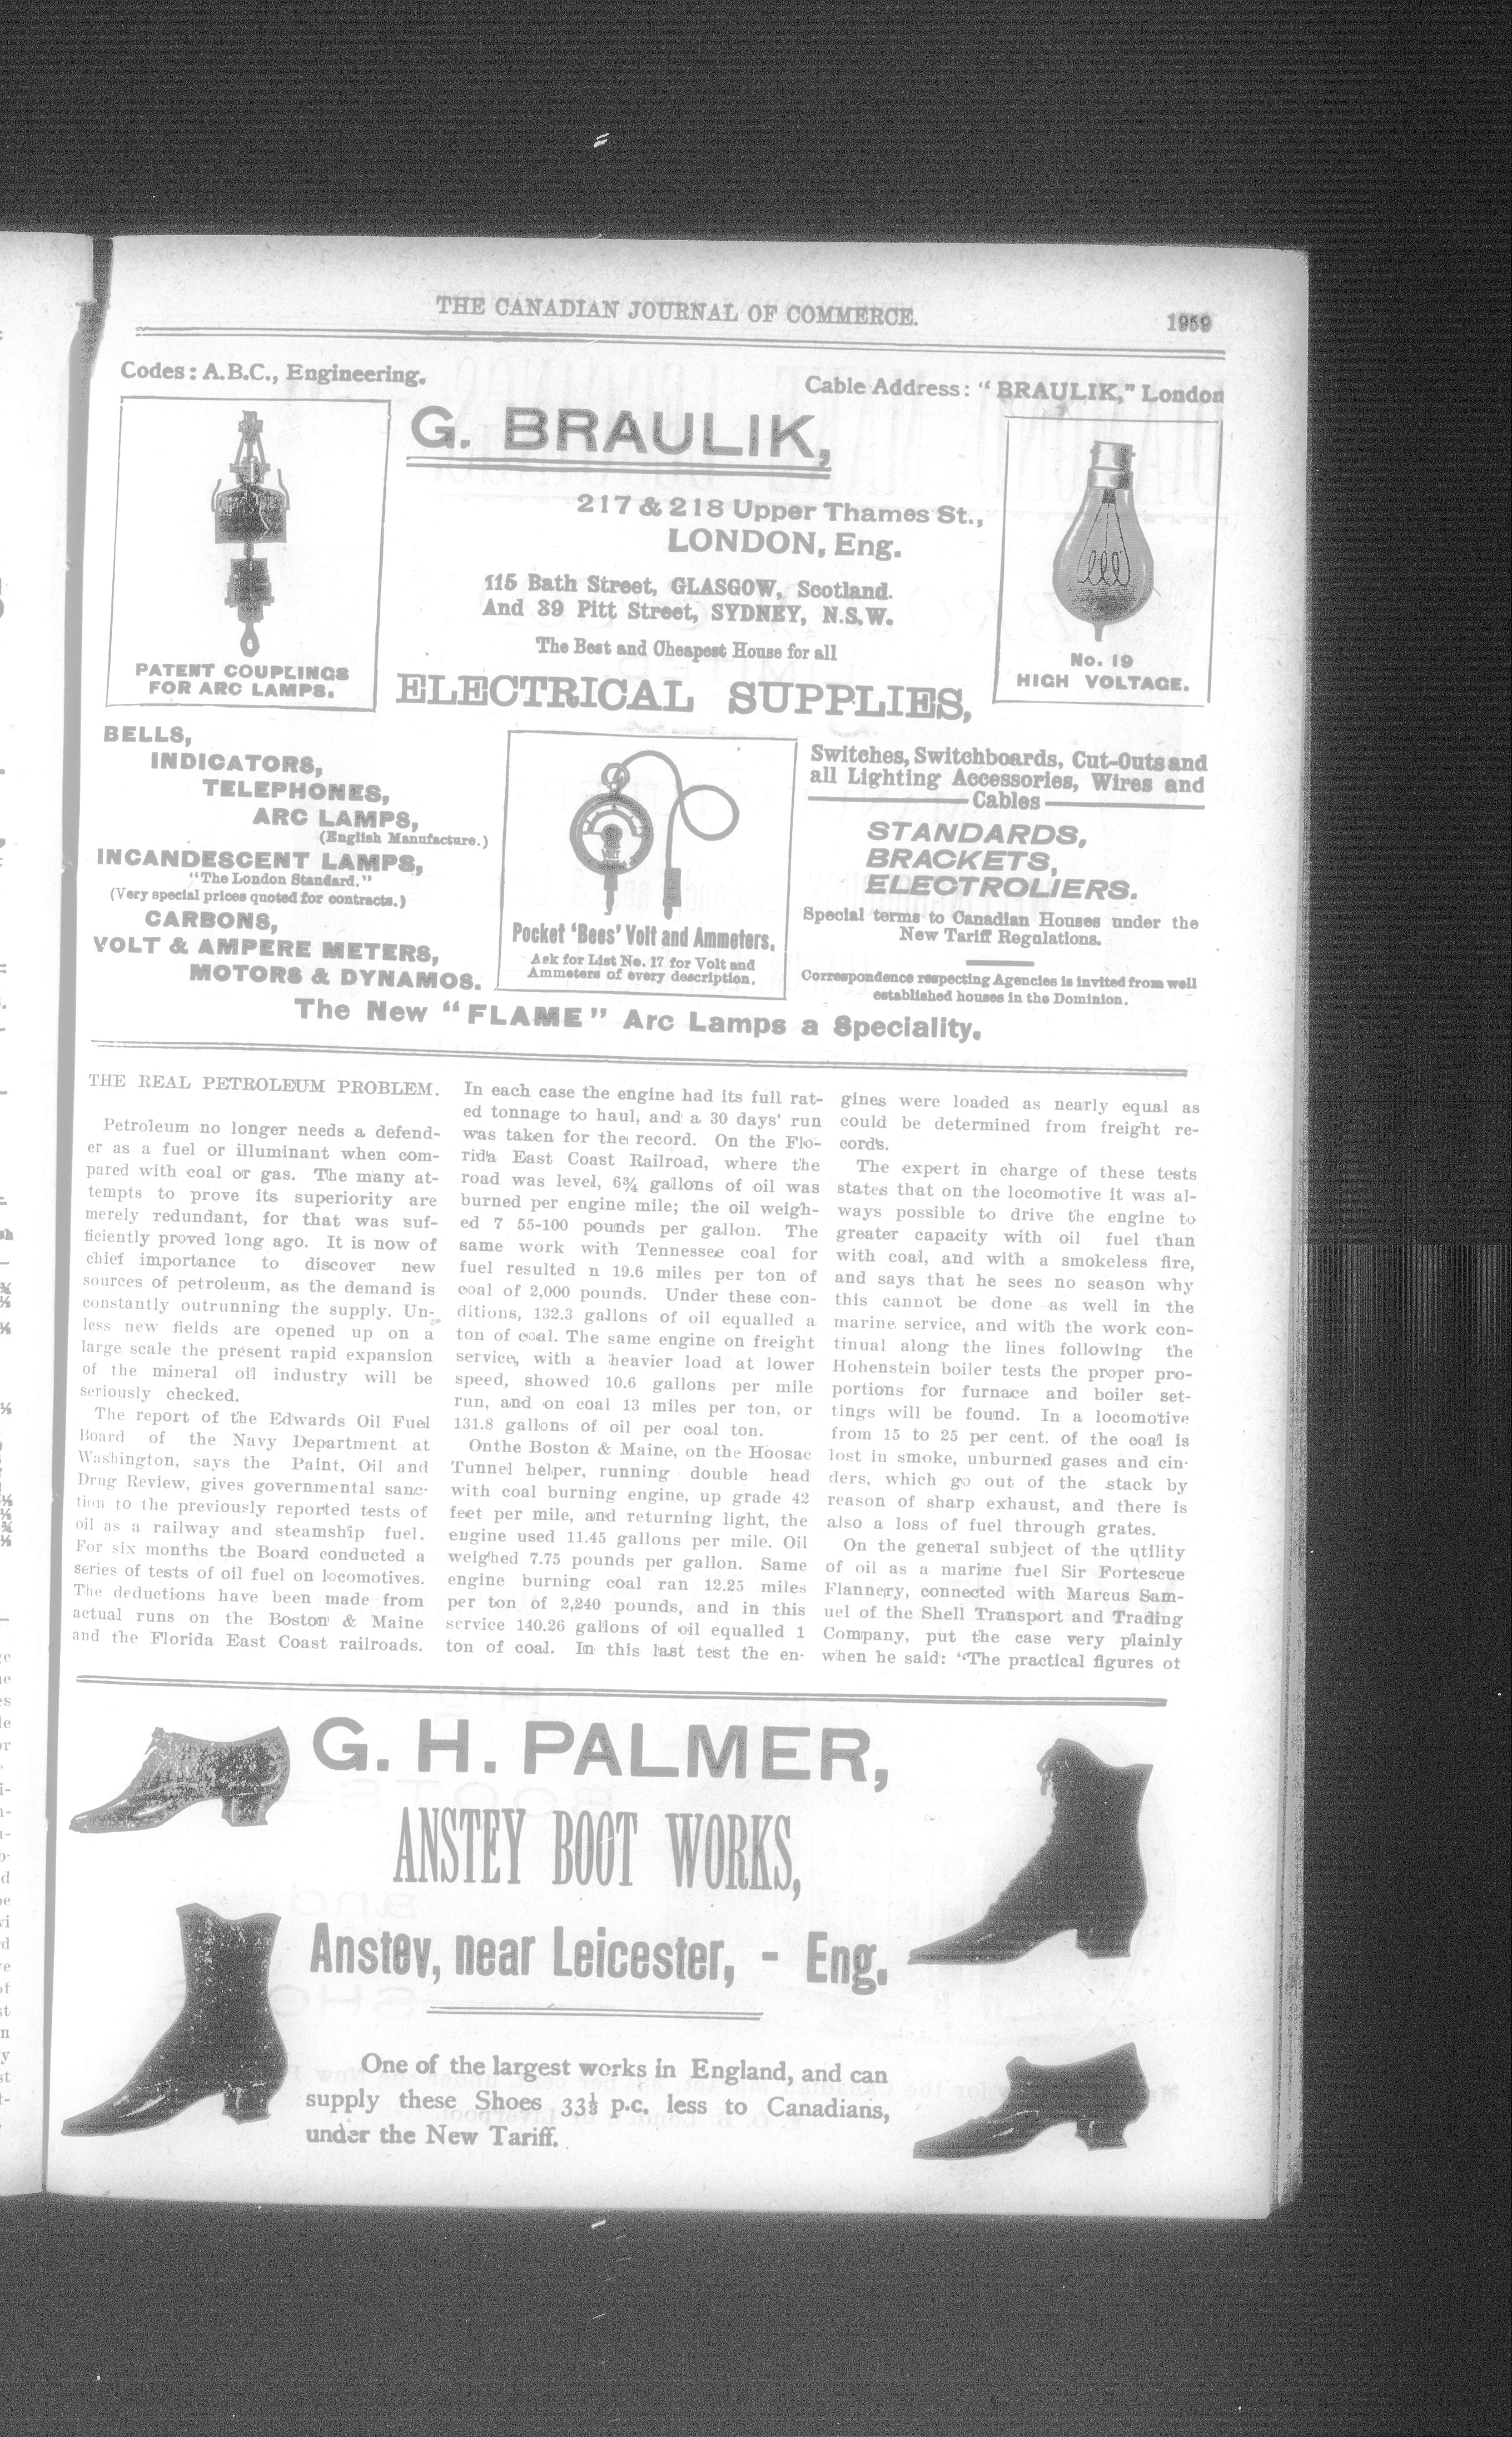 THE CANADIAN JOURNAL OF COMMERCE.
1959
Codes: A.B.C., Engineering.
Cable Address: "BRAULIK," London
G. BRAULIK,
217 & 218 Upper Thames St.,
LONDON, Eng.
115 Bath Street, GLASGOW, Scotland.
And 39 Pitt Street, SYDNEY, N.S.W.
The Best and Cheapest House for all
ELECTRICAL SUPPLIES,
PATENT COUPLINGS
FOR ARC LAMPS.
No. 19
HIGH VOLTAGE.
BELLS,
INDICATORS,
TELEPHONES,
ARC LAMPS,
(English Manufacture.)
INCANDESCENT LAMPS,
"The London Standard."
(Very special prices quoted for contracts.)
CARBONS,
VOLT & AMPERE METERS,
MOTORS & DYNAMOS.
VOLT
Pocket 'Bees' Volt and Ammeters.
Ask for List No. 17 for Volt and
Ammeters of every description.
Switches, Switchboards, Cut-Outs and
all Lighting Accessories, Wires and
Cables
STANDARDS,
BRACKETS,
ELECTROLIERS.
Special terms to Canadian Houses under the
New Tariff Regulations.
Correspondence respecting Agencies is invited from well
established houses in the Dominion.
The New "FLAME" Arc Lamps a Speciality.
THE REAL PETROLEUM PROBLEM.
Petroleum no longer needs a defend-
er as a fuel or illuminant when com-
pared with coal or gas. The many at-
tempts to prove its superiority are
merely redundant, for that was suf-
ficiently proved long ago. It is now of
chief importance to discover new
sources of petroleum, as the demand is
constantly outrunning the supply. Un-
less new fields are opened up on a
large scale the present rapid expansion
of the mineral oil industry will be
seriously checked.
The report of the Edwards Oil Fuel
Board of the Navy Department at
Washington, says the Paint, Oil and
Drug Review, gives governmental sanc-
tion to the previously reported tests of
oil as a railway and steamship fuel.
For six months the Board conducted a
series of tests of oil fuel on locomotives.
The deductions have been made from
actual runs on the Boston & Maine
and the Florida East Coast railroads.
In each case the engine had its full rat-
ed tonnage to haul, and a 30 days' run
was taken for the record. On the Flo-
rida East Coast Railroad, where the
road was level, 6¾ gallons of oil was
burned per engine mile; the oil weigh-
ed 7 55-100 pounds per gallon. The
same work with Tennessee coal for
fuel resulted n 19.6 miles per ton of
coal of 2,000 pounds. Under these con-
ditions, 132.3 gallons of oil equalled a
ton of coal. The same engine on freight
service, with a heavier load at lower
speed, showed 10.6 gallons per mile
run, and on coal 13 miles per ton, or
131.8 gallons of oil per coal ton.
Onthe Boston & Maine, on the Hoosac
Tunnel helper, running double head
with coal burning engine, up grade 42
feet per mile, and returning light, the
engine used 11.45 gallons per mile. Oil
weighed 7.75 pounds per gallon. Same
engine burning coal ran 12.25 miles
per ton of 2,240 pounds, and in this
service 140.26 gallons of oil equalled 1
ton of coal. In this last test the en-
gines were loaded as nearly equal as
could be determined from freight re-
cords.
The expert in charge of these tests
states that on the locomotive it was al-
ways possible to drive the engine to
greater capacity with oil fuel than
with coal, and with a smokeless fire,
and says that he sees no season why
this cannot be done as well in the
marine service, and with the work con-
tinual along the lines following the
Hohenstein boiler tests the proper pro-
portions for furnace and boiler set-
tings will be found. In a locomotive
from 15 to 25 per cent. of the coal is
lost in smoke, unburned gases and cin-
ders, which go out of the stack by
reason of sharp exhaust, and there is
also a loss of fuel through grates.
On the general subject of the utility
of oil as a marine fuel Sir Fortescue
Flannery, connected with Marcus Sam-
uel of the Shell Transport and Trading
Company, put the case very plainly
when he said: "The practical figures of
G. H. PALMER,
ANSTEY BOOT WORKS,
Anstey, near Leicester, - Eng.
One of the largest works in England, and can
supply these Shoes 33⅓ p.c. less to Canadians,
under the New Tariff.